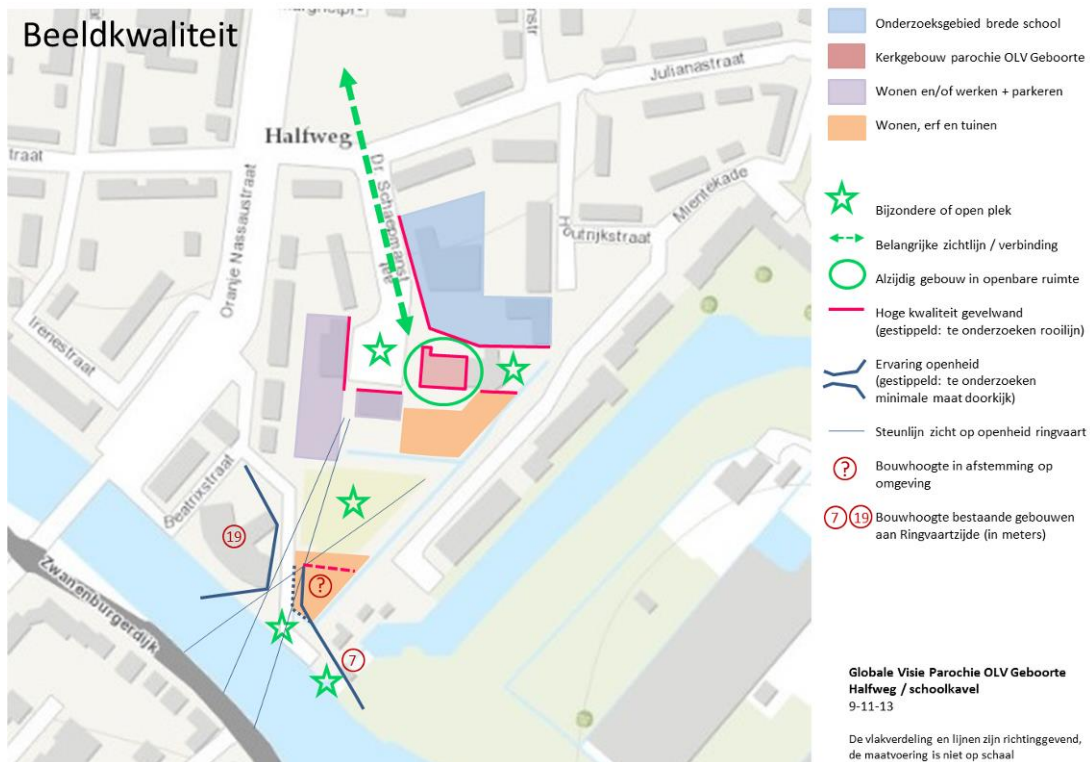 Beeldkwaliteit
Halfweg
straat
Julianastraat
Dr. Schaepmanst
Oranje Nassaustraat
Mientekade
Houtrijkstraat
Irenestraat
Beatrixstraat
Zwanenburgerdijk
19
?
7
Onderzoeksgebied brede school
Kerkgebouw parochie OLV Geboorte
Wonen en/of werken + parkeren
Wonen, erf en tuinen
Bijzondere of open plek
Belangrijke zichtlijn / verbinding
Alzijdig gebouw in openbare ruimte
Hoge kwaliteit gevelwand
(gestippeld: te onderzoeken rooilijn)
Ervaring openheid
(gestippeld: te onderzoeken
minimale maat doorkijk)
Steunlijn zicht op openheid ringvaart
? Bouwhoogte in afstemming op
omgeving
7 19 Bouwhoogte bestaande gebouwen
aan Ringvaartzijde (in meters)
Globale Visie Parochie OLV Geboorte
Halfweg / schoolkavel
9-11-13
De vlakverdeling en lijnen zijn richtinggevend,
de maatvoering is niet op schaal